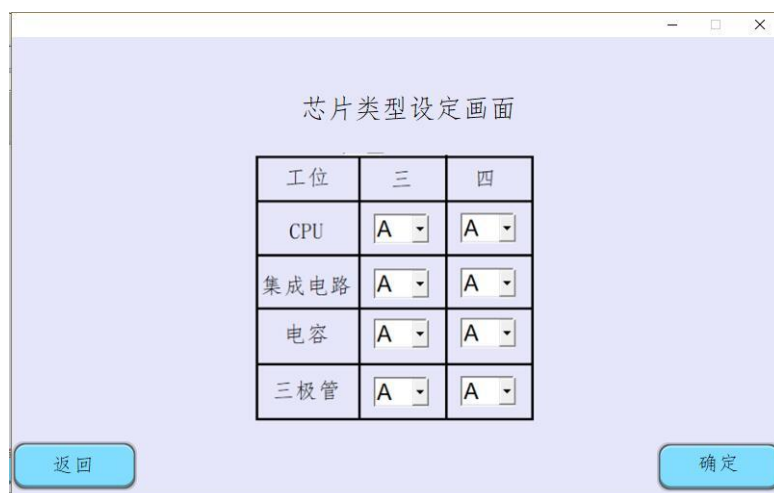 芯片类型设定画面
工位 三 四
CPU A A
集成电路 A A
电容 A A
三极管 A A
返回 确定